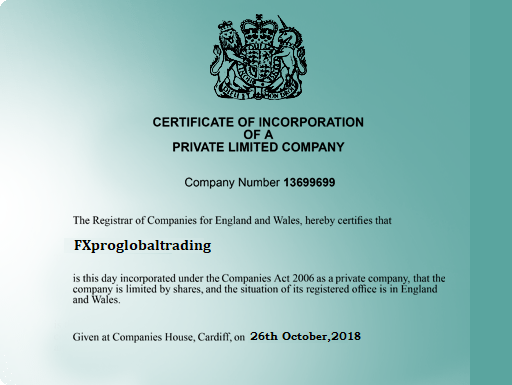 CERTIFICATE OF INCORPORATION
OF A
PRIVATE LIMITED COMPANY
Company Number 13699699
The Registrar of Companies for England and Wales, hereby certifies that
FXproglobaltrading
is this day incorporated under the Companies Act 2006 as a private company, that the
company is limited by shares, and the situation of its registered office is in England
and Wales.
Given at Companies House, Cardiff, on 26th October,2018